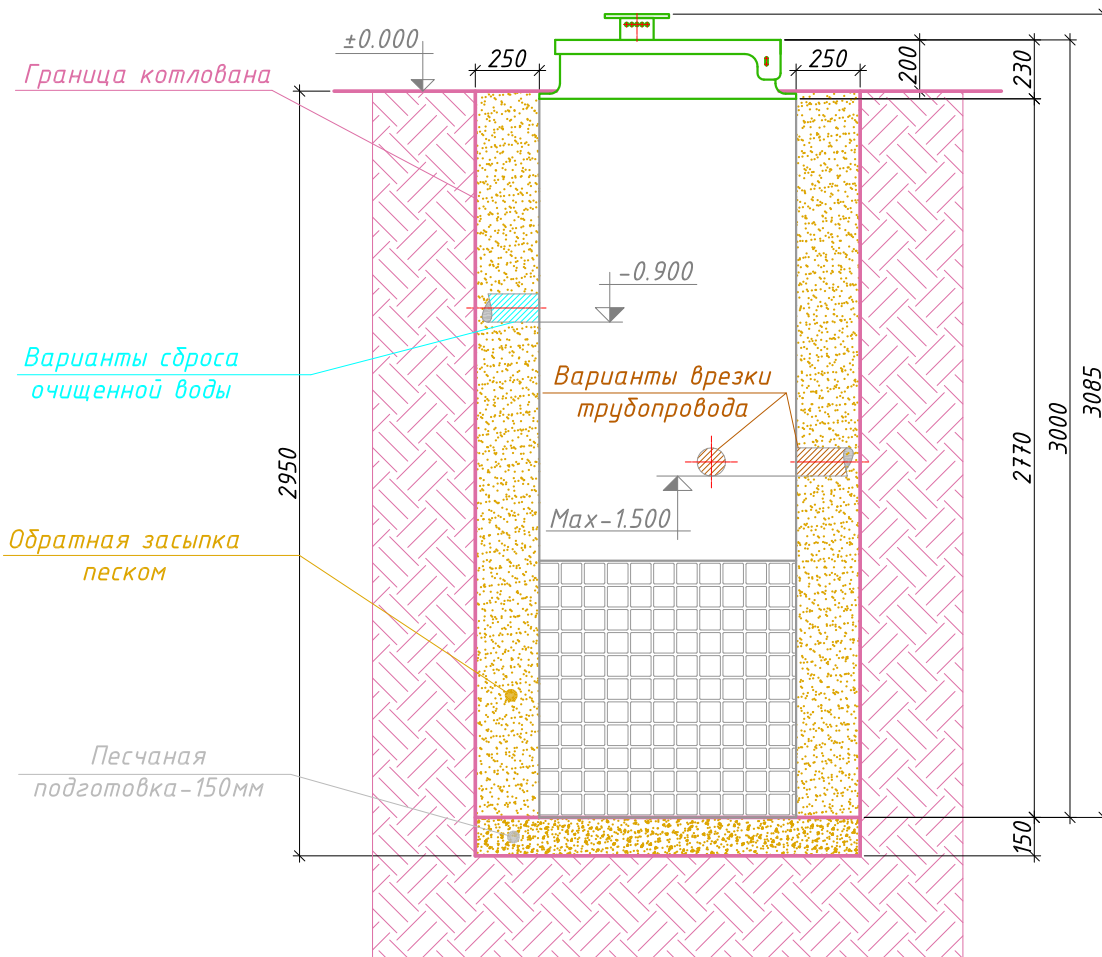 ±0.000
Граница котлована
250
250
200
230
3085
3000
2770
2950
-0.900
Варианты сброса
очищенной воды
Варианты врезки
трубопровода
Max-1.500
Обратная засыпка
песком
Песчаная
подготовка-150мм
150